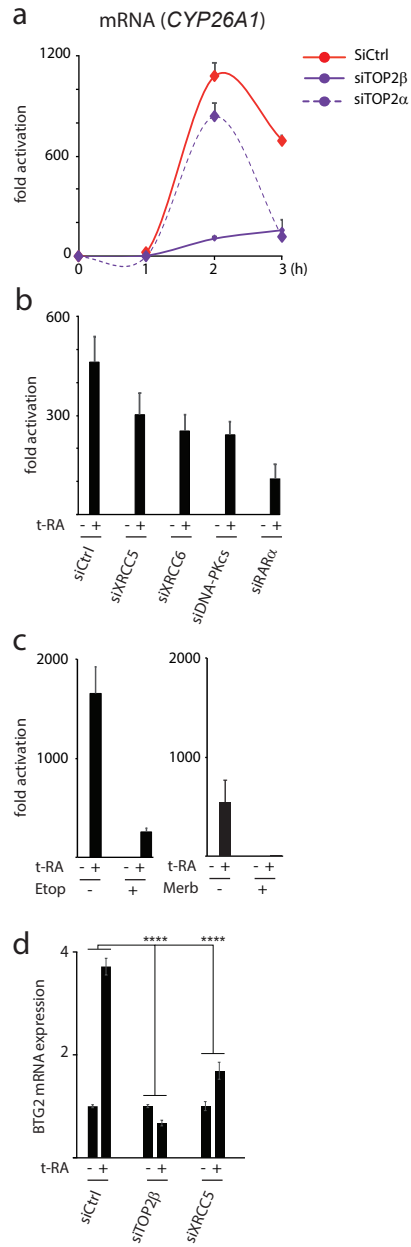 a
mRNA (CYP26A1)
1200
600
0
fold activation
0 1 2 3 (h)
SiCtrl
siTOP2β
siTOP2α
b
600
300
fold activation
t-RA - + - + - + - + - +
siCtrl
siXRCC5
siXRCC6
siDNA-PKcs
siRARα
c
2000
1000
fold activation
t-RA - + - +
Etop - +
2000
1000
t-RA - + - +
Merb - +
d
**** ****
4
2
BTG2 mRNA expression
t-RA - + - + - +
siCtrl
siTOP2β
siXRCC5